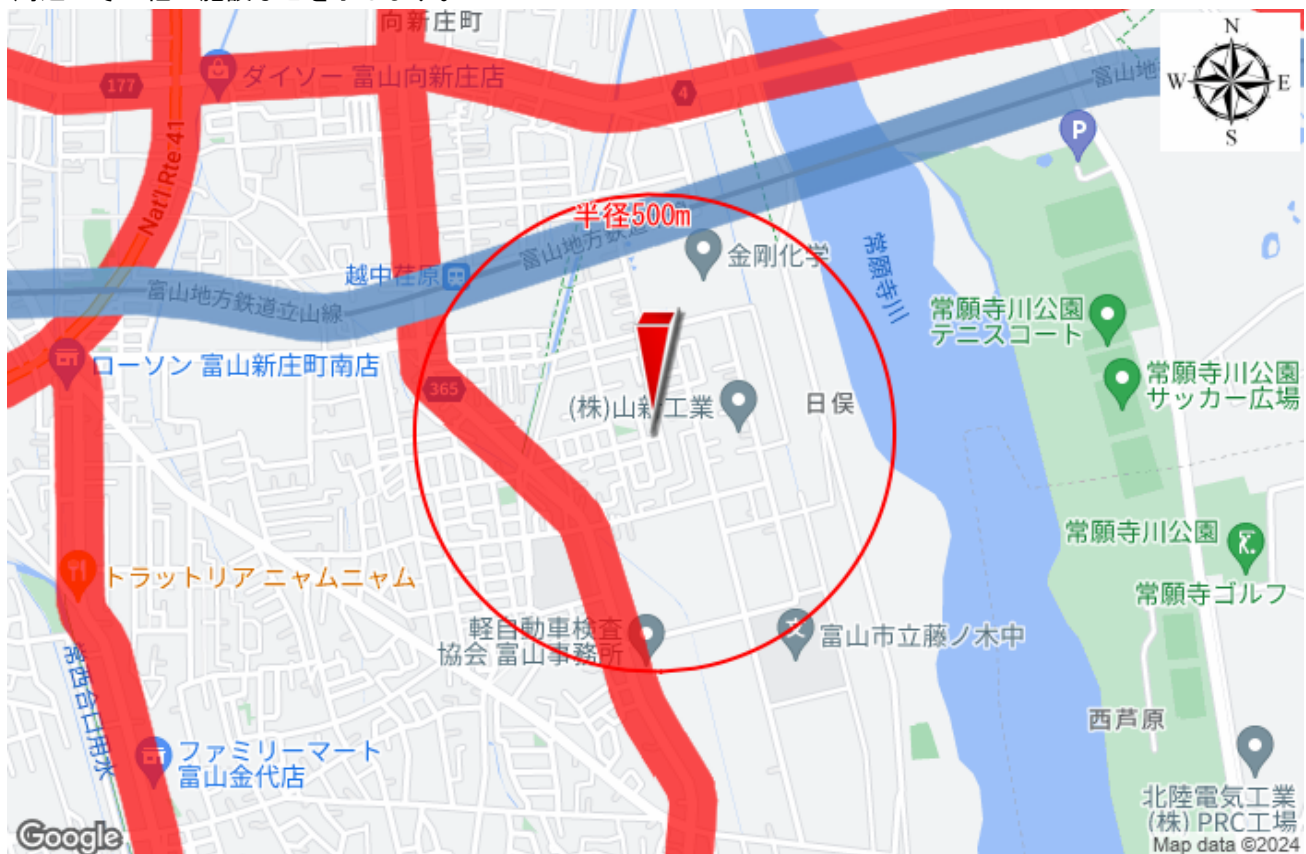 向新庄町
N
W
E
S
177
ダイソー 富山向新庄店
4
P
Nat'l Rte 41
半径500m
富山地方鉄道
金剛化学
越中荏原
常願寺川
富山地方鉄道立山線
常願寺川公園
テニスコート
ローソン 富山新庄町南店
常願寺川公園
サッカー広場
365
(株)山新工業
日俣
常願寺川公園
常願寺ゴルフ
トラットリア ニャムニャム
軽自動車検査
協会 富山事務所
富山市立藤ノ木中
常西合口用水
西芦原
ファミリーマート
富山金代店
北陸電気工業
(株) PRC工場
Google
Map data ©2024